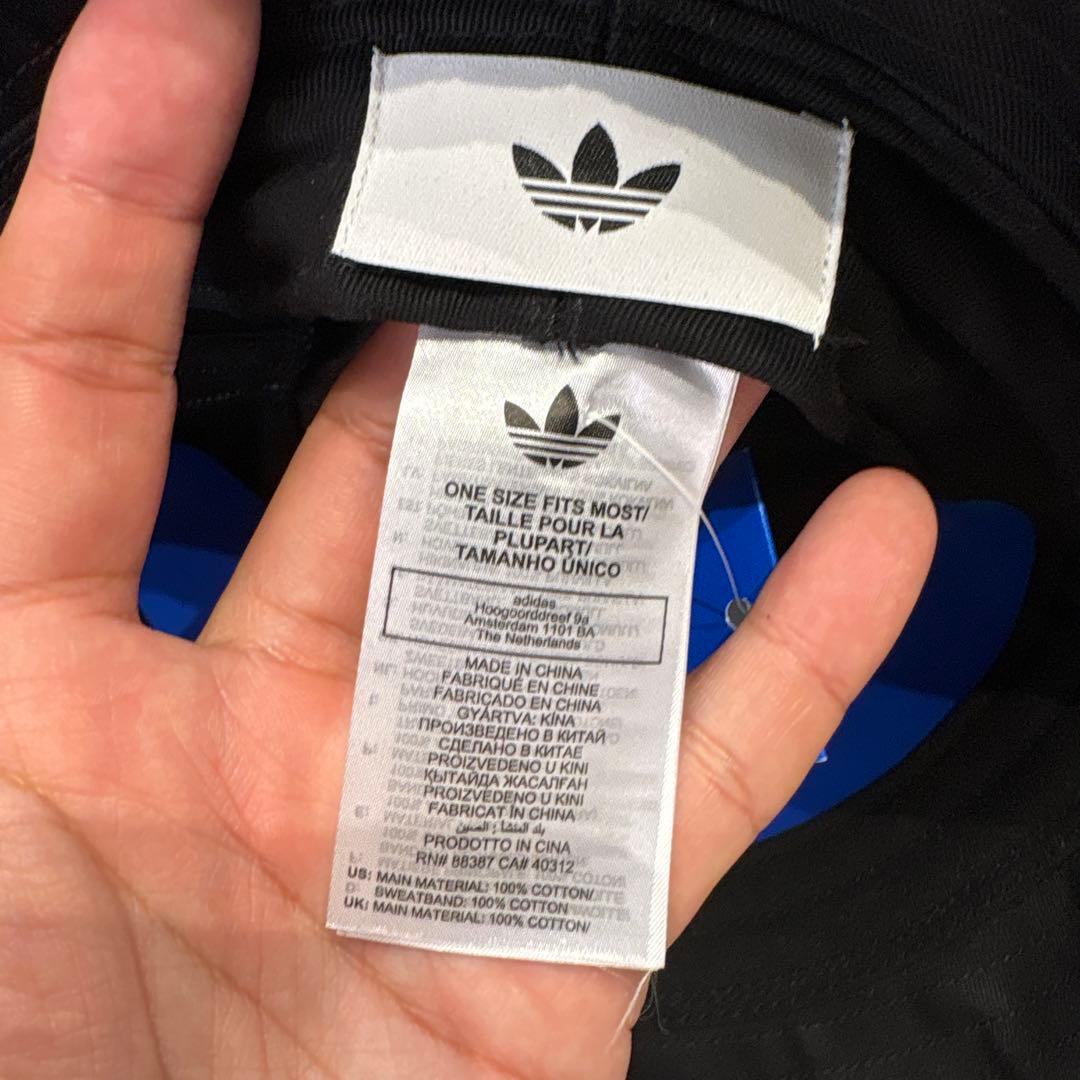 ONE SIZE FITS MOST/
TAILLE POUR LA
PLUPART/
TAMANHO ÚNICO
adidas
Hoogoorddreef 9a
Amsterdam 1101 BA
The Netherlands
MADE IN CHINA
FABRIQUÉ EN CHINE
FABRICADO EN CHINA
GYÁRTVA: KÍNA
ПРОИЗВЕДЕНО В КИТАЙ
СДЕЛАНО В КИТАЕ
PROIZVEDENO U KINI
ҚЫТАЙДА ЖАСАЛҒАН
PROIZVEDENO U KINI
FABRICAT ÎN CHINA
بلد المنشأ : الصين
PRODOTTO IN CINA
RN# 88387 CA# 40312
US: MAIN MATERIAL: 100% COTTON/
SWEATBAND: 100% COTTON
UK: MAIN MATERIAL: 100% COTTON/